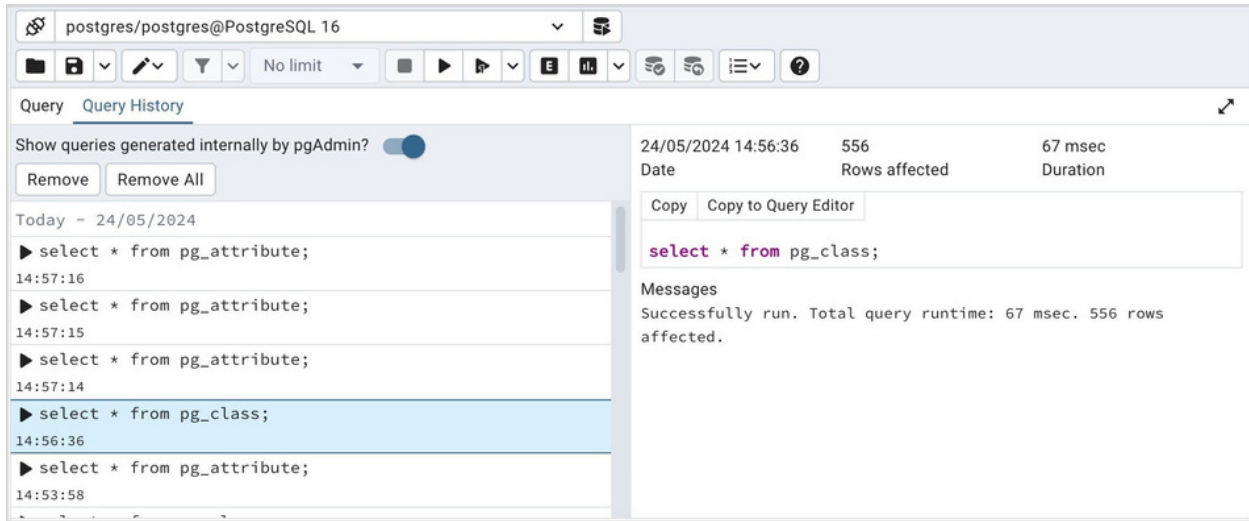 postgres/postgres@PostgreSQL 16
No limit
E
Query Query History
Show queries generated internally by pgAdmin?
Remove Remove All
Today - 24/05/2024
select * from pg_attribute;
14:57:16
select * from pg_attribute;
14:57:15
select * from pg_attribute;
14:57:14
select * from pg_class;
14:56:36
select * from pg_attribute;
14:53:58
24/05/2024 14:56:36 556 67 msec
Date Rows affected Duration
Copy Copy to Query Editor
select * from pg_class;
Messages
Successfully run. Total query runtime: 67 msec. 556 rows
affected.